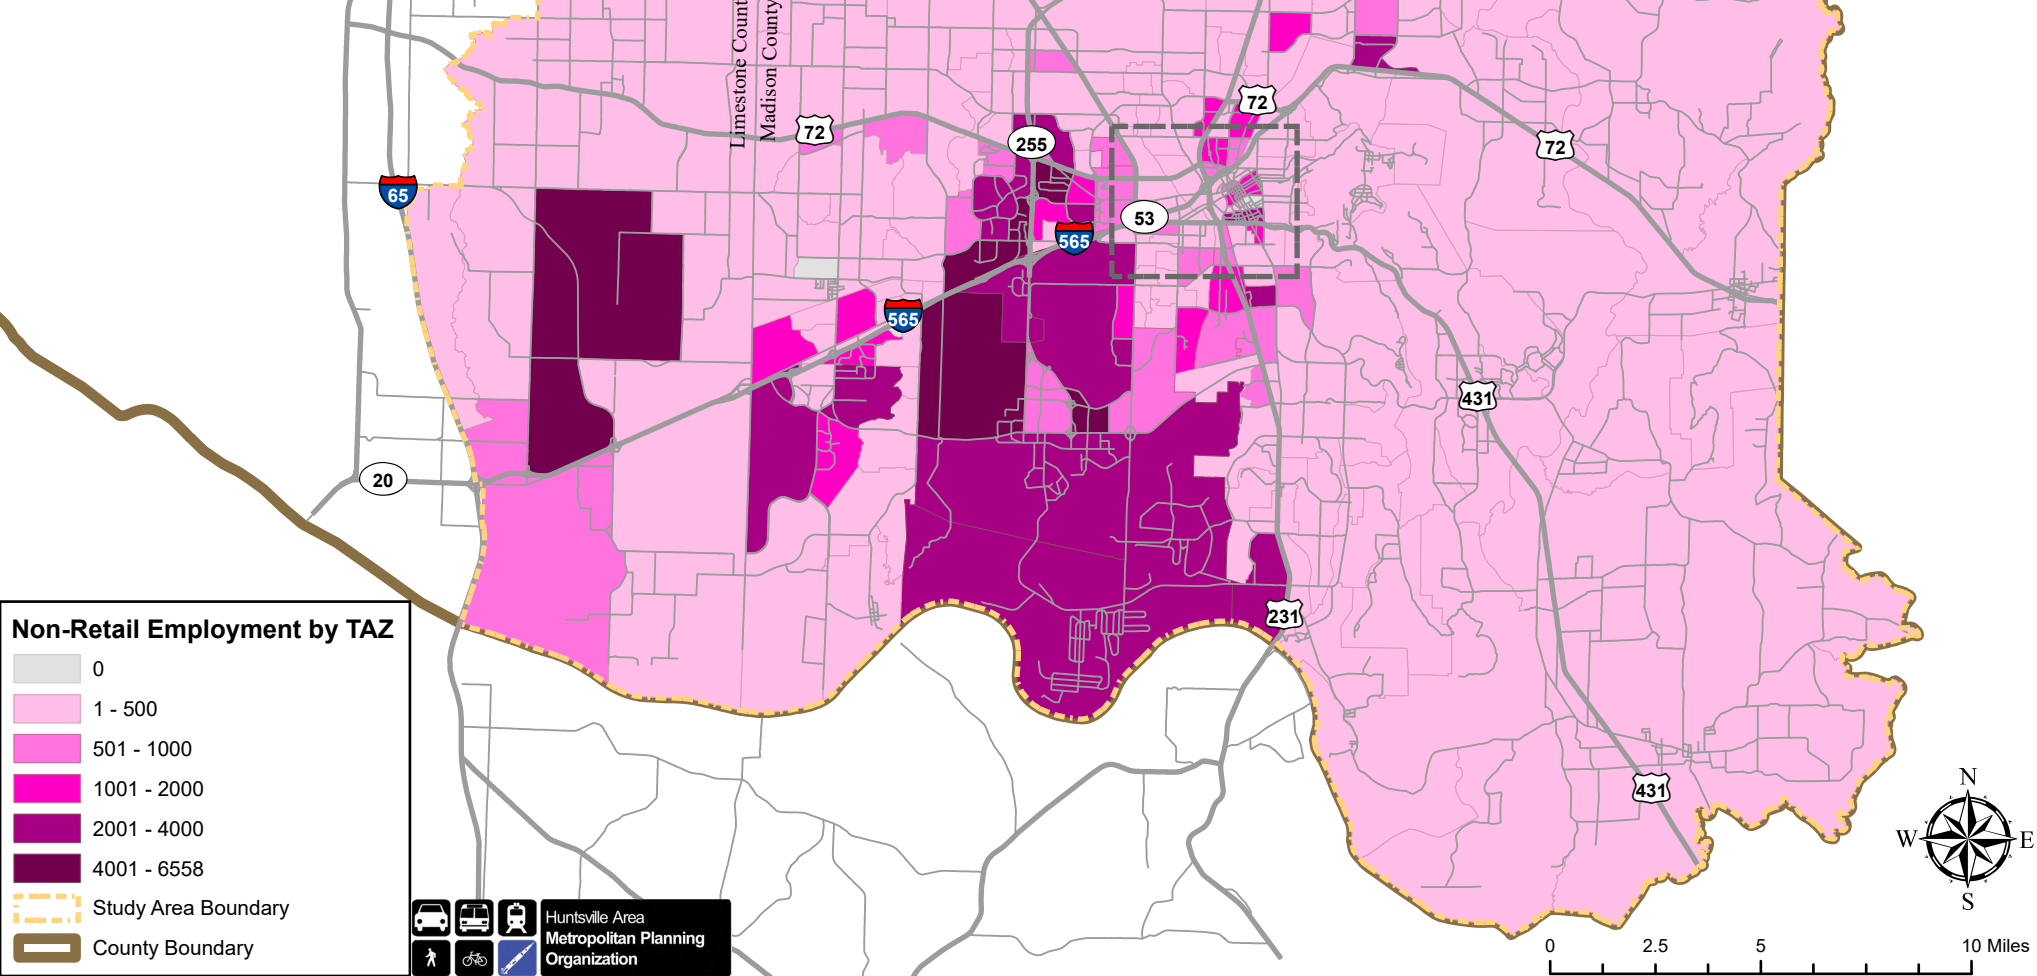 Limestone Count
Madison County
72
255
72
72
65
53
565
565
431
20
231
431
Non-Retail Employment by TAZ
0
1 - 500
501 - 1000
1001 - 2000
2001 - 4000
4001 - 6558
Study Area Boundary
County Boundary
Huntsville Area
Metropolitan Planning
Organization
N
W E
S
0 2.5 5 10 Miles